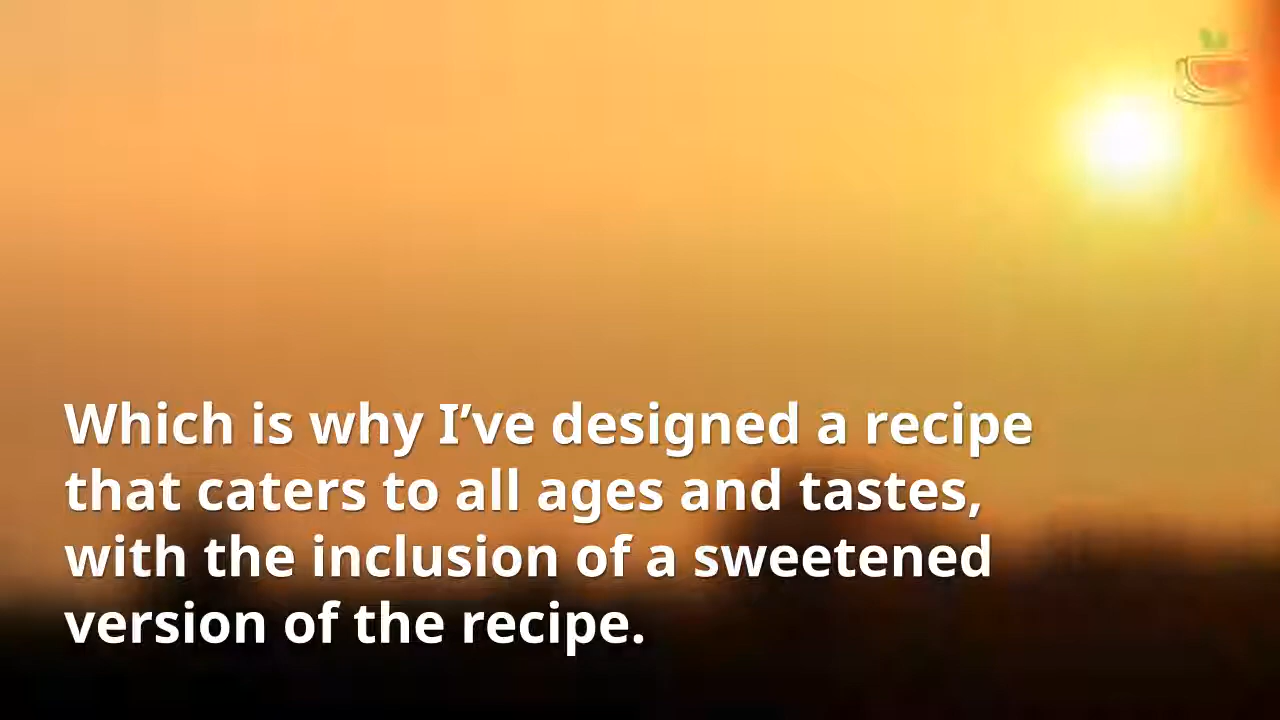 Which is why I’ve designed a recipe
that caters to all ages and tastes,
with the inclusion of a sweetened
version of the recipe.